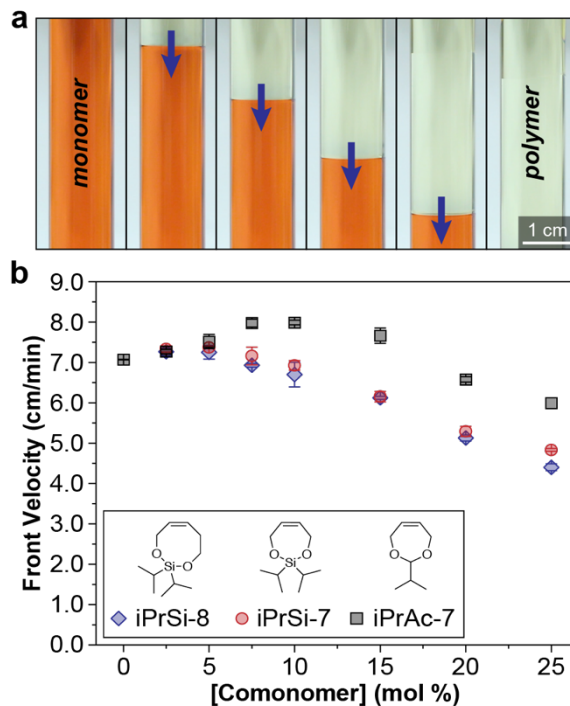 a
monomer
polymer
1 cm
b
9.0
8.0
7.0
6.0
5.0
4.0
3.0
2.0
1.0
0.0
Front Velocity (cm/min)
O
Si
O
O
Si
O
O
O
iPrSi-8
iPrSi-7
iPrAc-7
0
5
10
15
20
25
[Comonomer] (mol %)